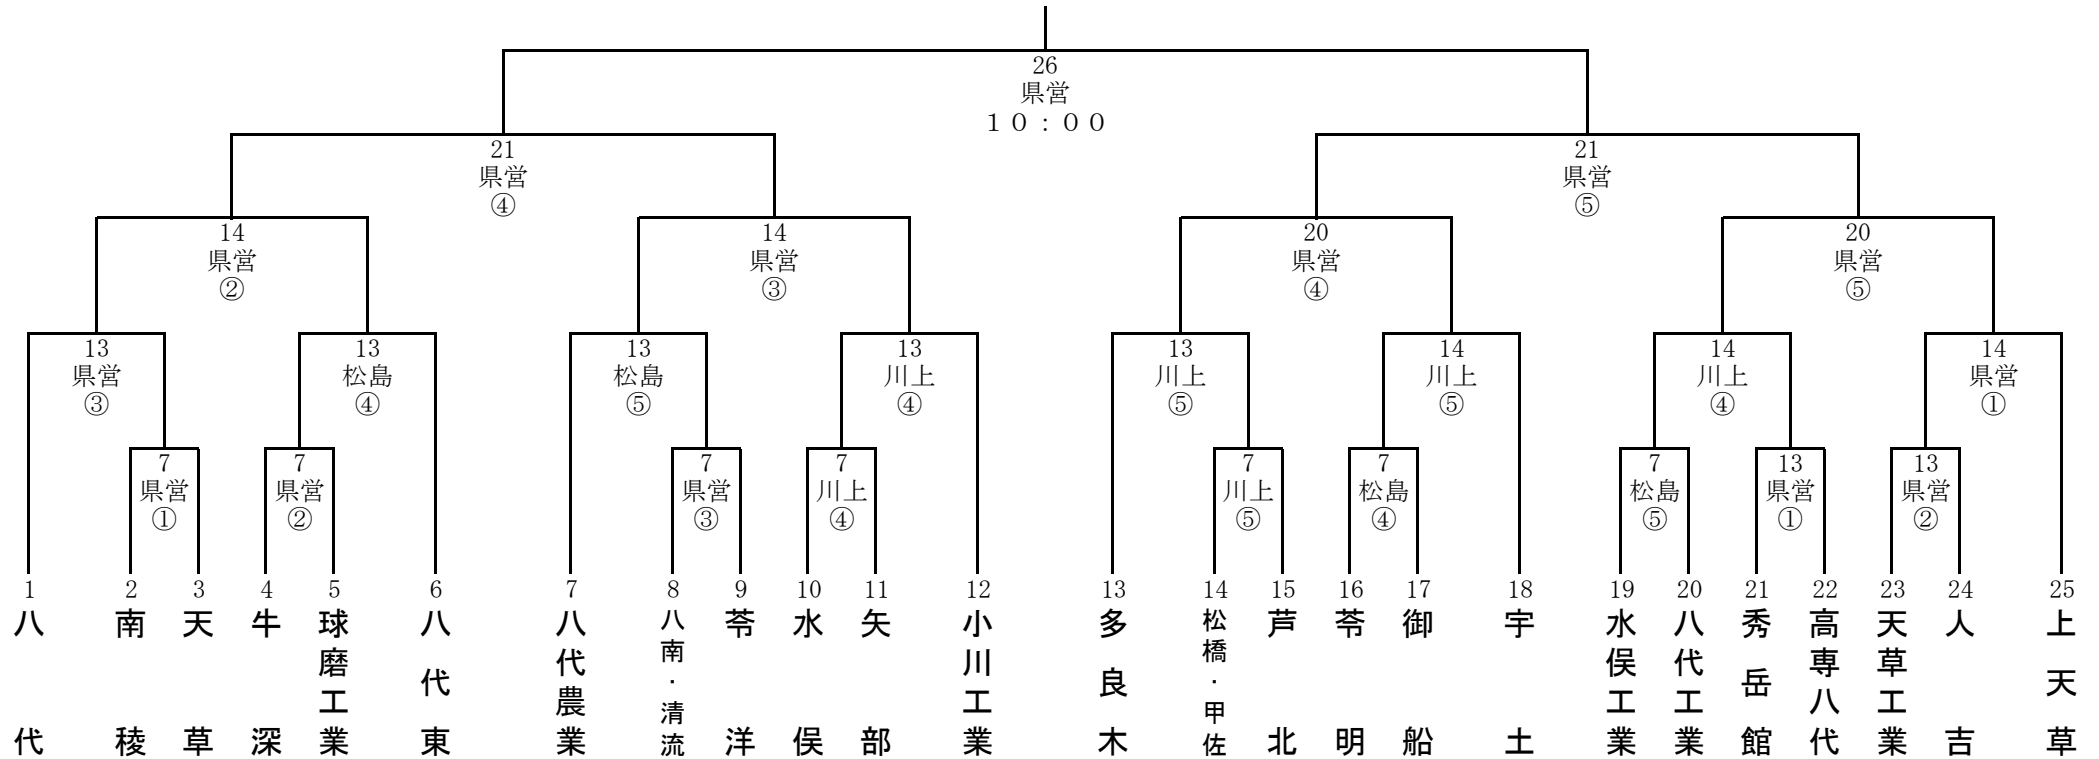 26
県営
１０：００
21
県営
④
21
県営
⑤
14
県営
②
14
県営
③
20
県営
④
20
県営
⑤
13
県営
③
13
松島
④
13
松島
⑤
13
川上
④
13
川上
⑤
14
川上
⑤
14
川上
④
14
県営
①
7
県営
①
7
県営
②
7
県営
③
7
川上
④
7
川上
⑤
7
松島
④
7
松島
⑤
13
県営
①
13
県営
②
1
八代
2
南稜
3
天草
4
牛深
5
球磨工業
6
八代東
7
八代農業
8
八南・清流
9
苓洋
10
水俣
11
矢部
12
小川工業
13
多良木
14
松橋・甲佐
15
芦北
16
苓明
17
御船
18
宇土
19
水俣工業
20
八代工業
21
秀岳館
22
高専八代
23
天草工業
24
人吉
25
上天草